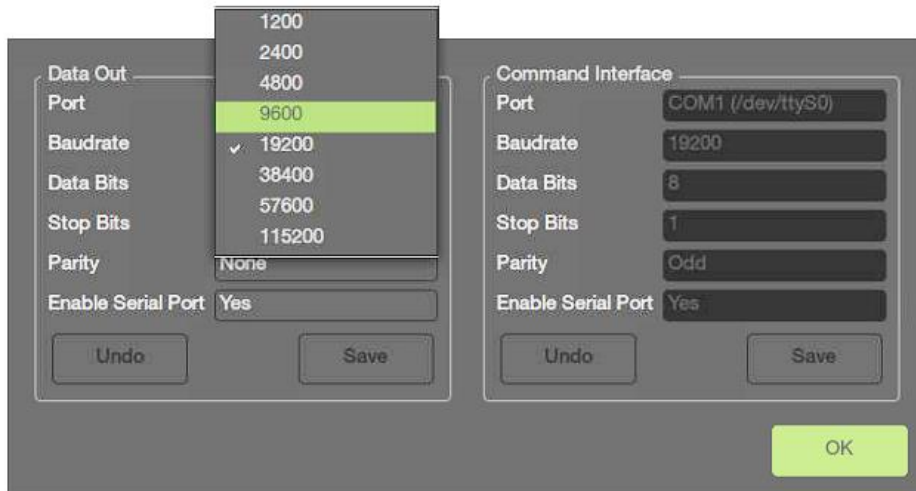 1200
2400
4800
9600
19200
38400
57600
115200
Data Out
Port
Baudrate
Data Bits
Stop Bits
Parity None
Enable Serial Port Yes
Undo Save
Command Interface
Port COM1 (/dev/ttyS0)
Baudrate 19200
Data Bits 8
Stop Bits 1
Parity Odd
Enable Serial Port Yes
Undo Save
OK